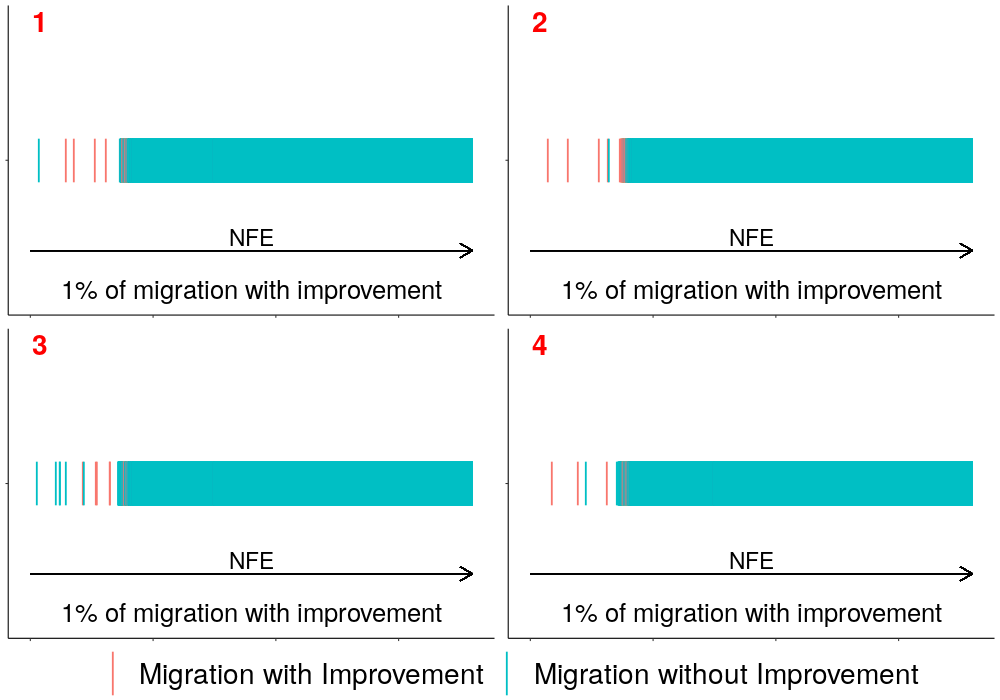 1
NFE
1% of migration with improvement
2
NFE
1% of migration with improvement
3
NFE
1% of migration with improvement
4
NFE
1% of migration with improvement
Migration with Improvement
Migration without Improvement